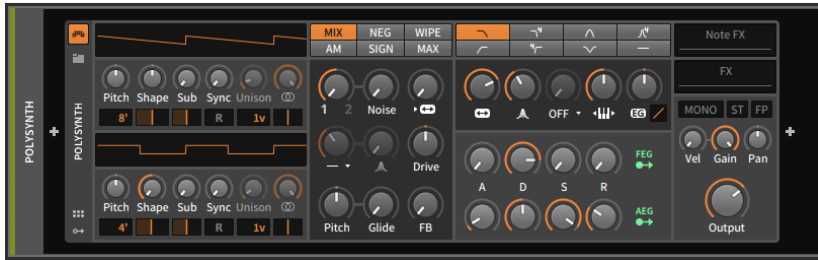 POLYSYNTH
POLYSYNTH
Pitch Shape Sub Sync Unison
8' R 1v
Pitch Shape Sub Sync Unison
4' R 1v
MIX NEG WIPE
AM SIGN MAX
1 2 Noise
Drive
Pitch Glide FB
OFF EG
A D S R
FEG
AEG
Note FX
FX
MONO ST FP
Vel Gain Pan
Output